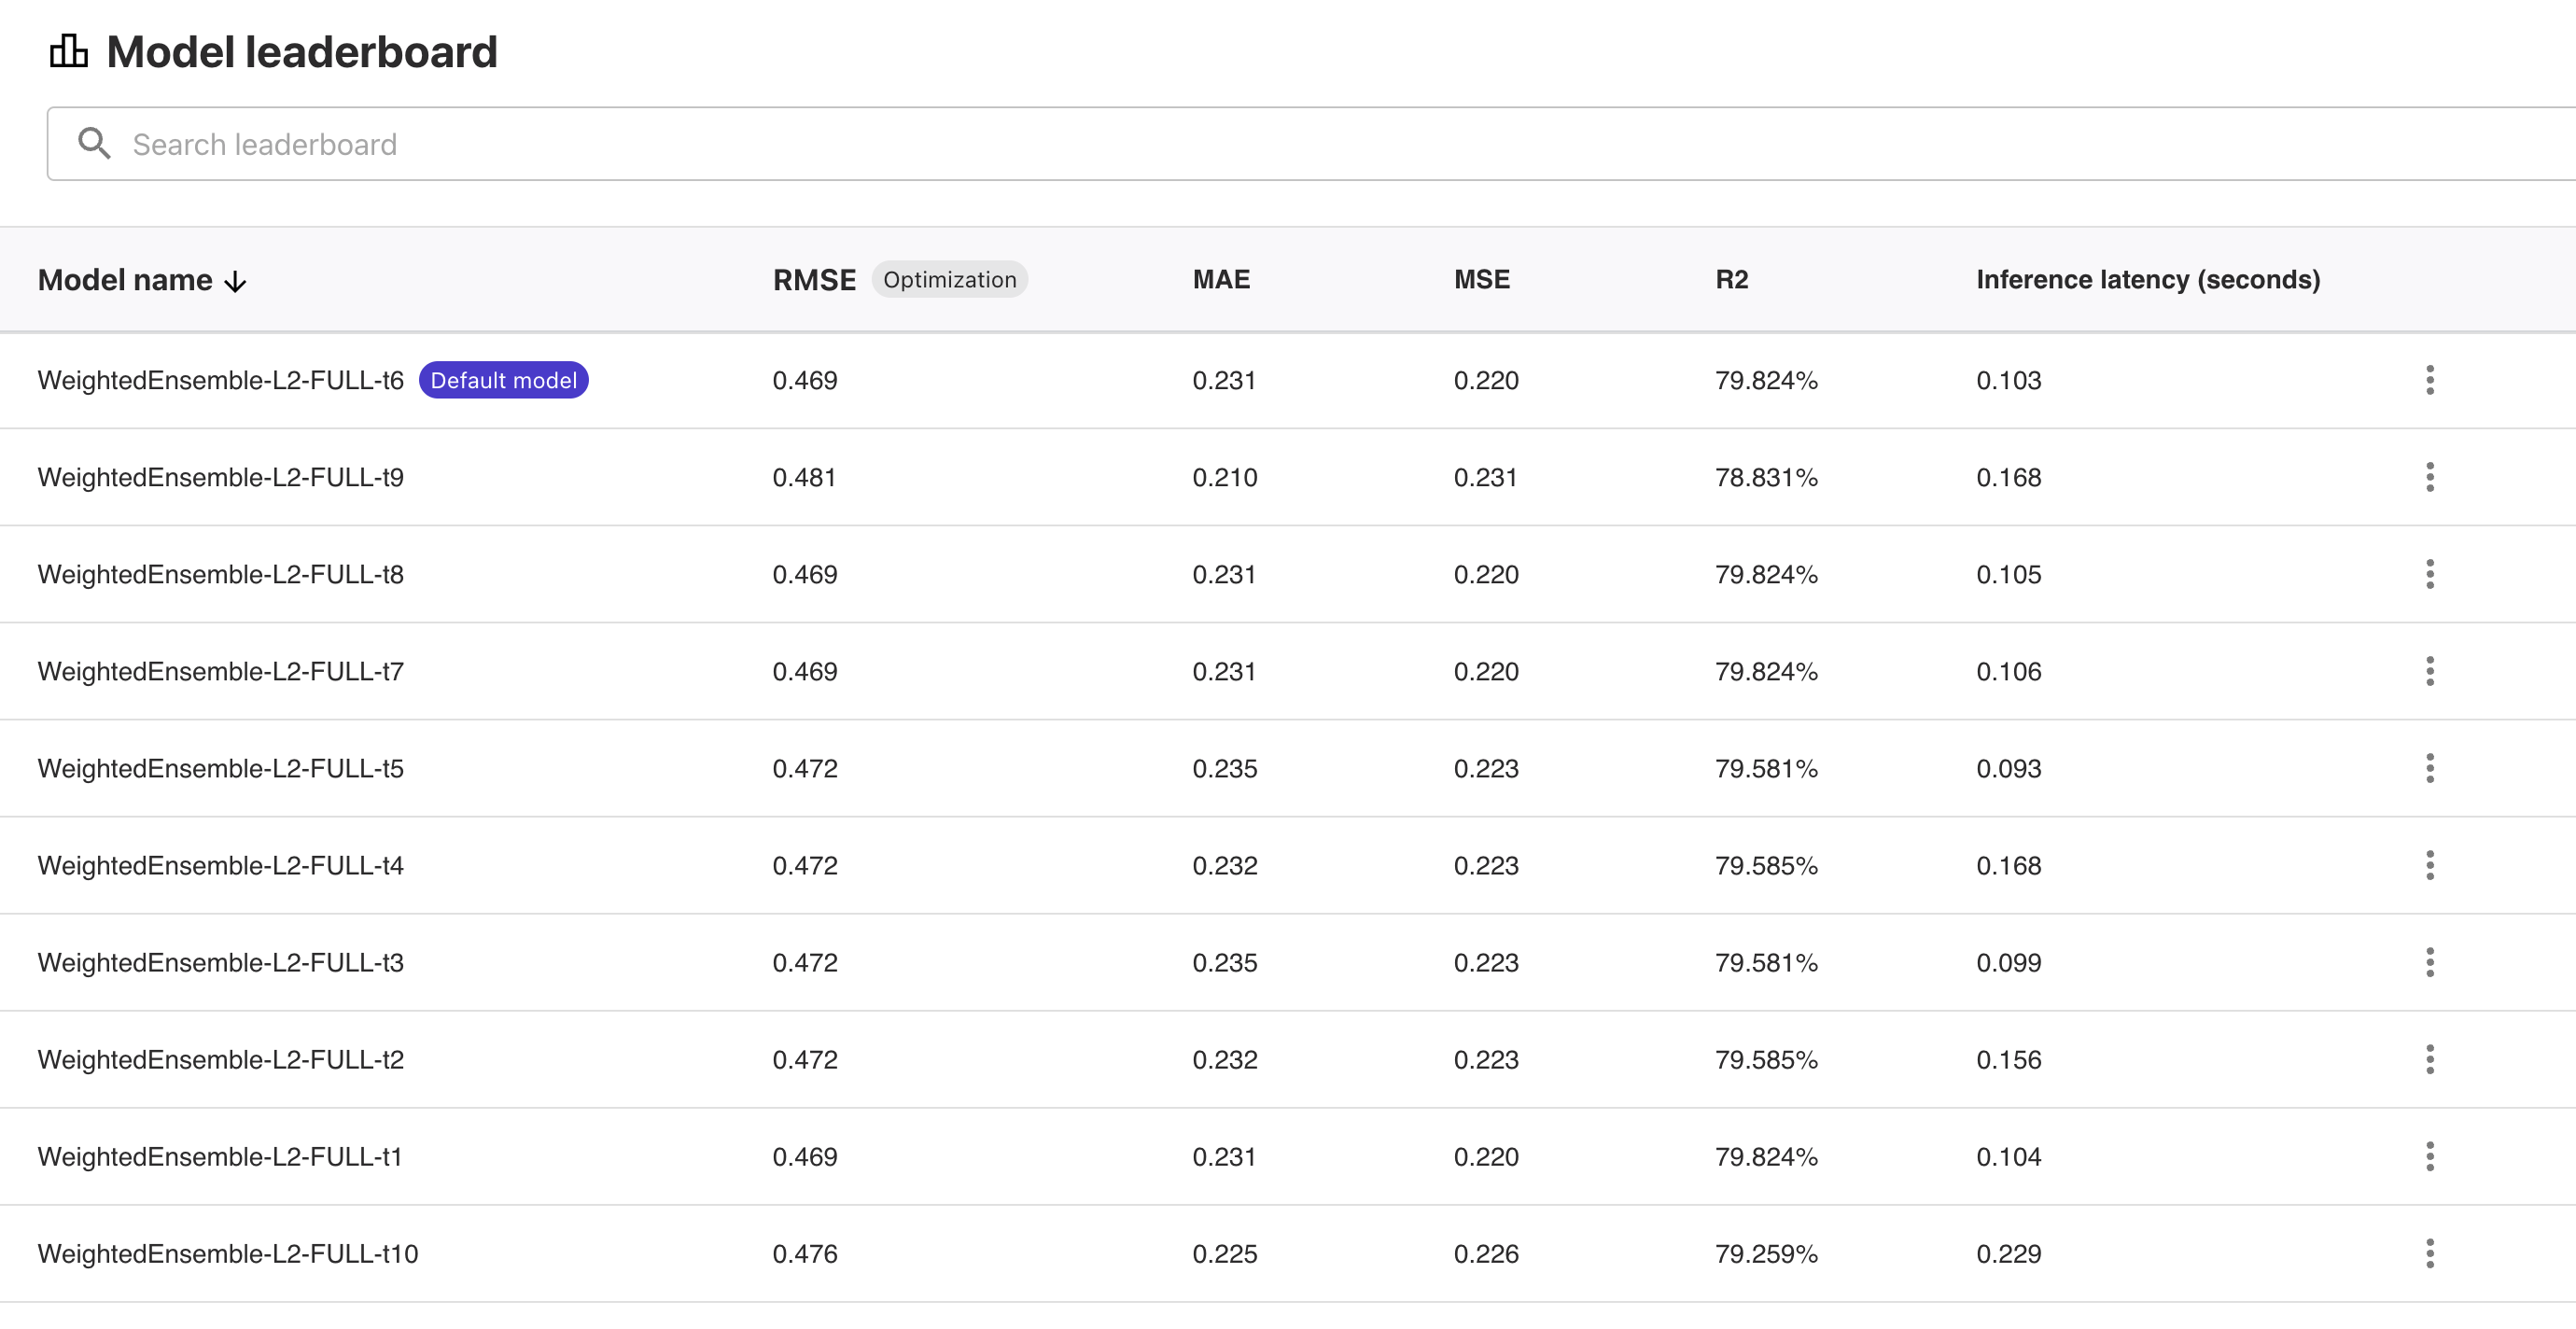 Model leaderboard
Search leaderboard
Model name RMSE Optimization MAE MSE R2 Inference latency (seconds)
WeightedEnsemble-L2-FULL-t6 Default model 0.469 0.231 0.220 79.824% 0.103
WeightedEnsemble-L2-FULL-t9 0.481 0.210 0.231 78.831% 0.168
WeightedEnsemble-L2-FULL-t8 0.469 0.231 0.220 79.824% 0.105
WeightedEnsemble-L2-FULL-t7 0.469 0.231 0.220 79.824% 0.106
WeightedEnsemble-L2-FULL-t5 0.472 0.235 0.223 79.581% 0.093
WeightedEnsemble-L2-FULL-t4 0.472 0.232 0.223 79.585% 0.168
WeightedEnsemble-L2-FULL-t3 0.472 0.235 0.223 79.581% 0.099
WeightedEnsemble-L2-FULL-t2 0.472 0.232 0.223 79.585% 0.156
WeightedEnsemble-L2-FULL-t1 0.469 0.231 0.220 79.824% 0.104
WeightedEnsemble-L2-FULL-t10 0.476 0.225 0.226 79.259% 0.229